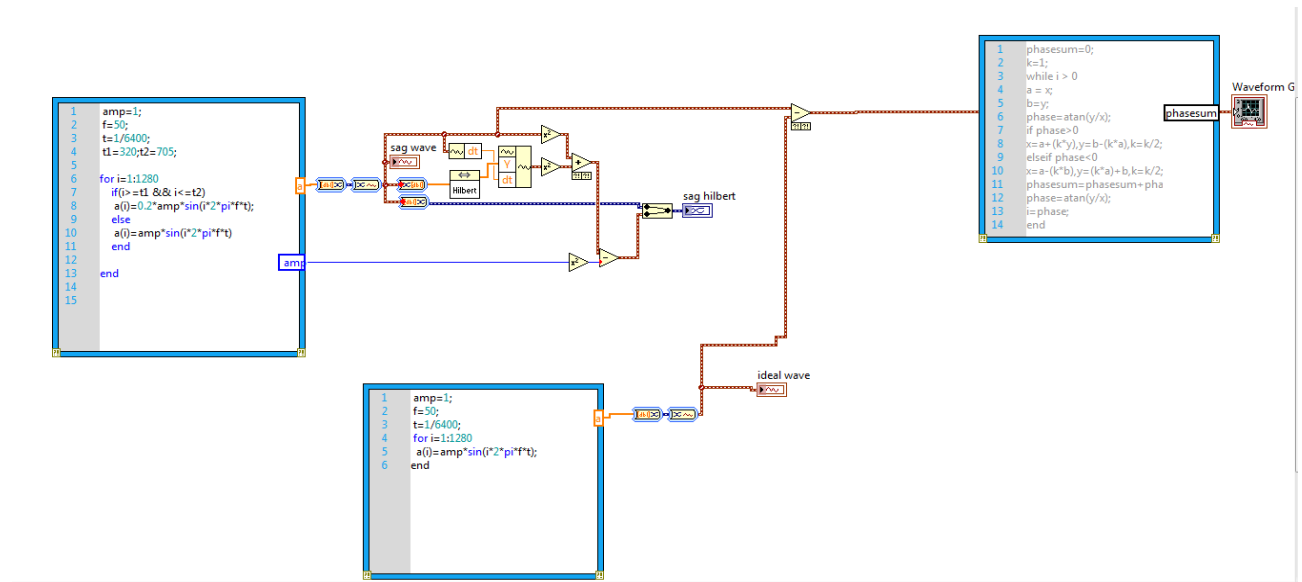 1 phasesum=0;
2 k=1;
3 while i > 0
4 a = x;
5 b=y;
6 phase=atan(y/x);
7 if phase>0
8 x=a+(k*y),y=b-(k*a),k=k/2;
9 elseif phase<0
10 x=a-(k*b),y=(k*a)+b,k=k/2;
11 phasesum=phasesum+pha
12 phase=atan(y/x);
13 i=phase;
14 end
phasesum
Waveform G
1 amp=1;
2 f=50;
3 t=1/6400;
4 t1=320;t2=705;
5
6 for i=1:1280
7 if(i>=t1 && i<=t2)
8 a(i)=0.2*amp*sin(i*2*pi*f*t);
9 else
10 a(i)=amp*sin(i*2*pi*f*t)
11 end
12
13 end
14
15
a
amp
sag wave
dt
Y
dt
Hilbert
x²
x²
+
sag hilbert
x²
-
-
1 amp=1;
2 f=50;
3 t=1/6400;
4 for i=1:1280
5 a(i)=amp*sin(i*2*pi*f*t);
6 end
a
ideal wave